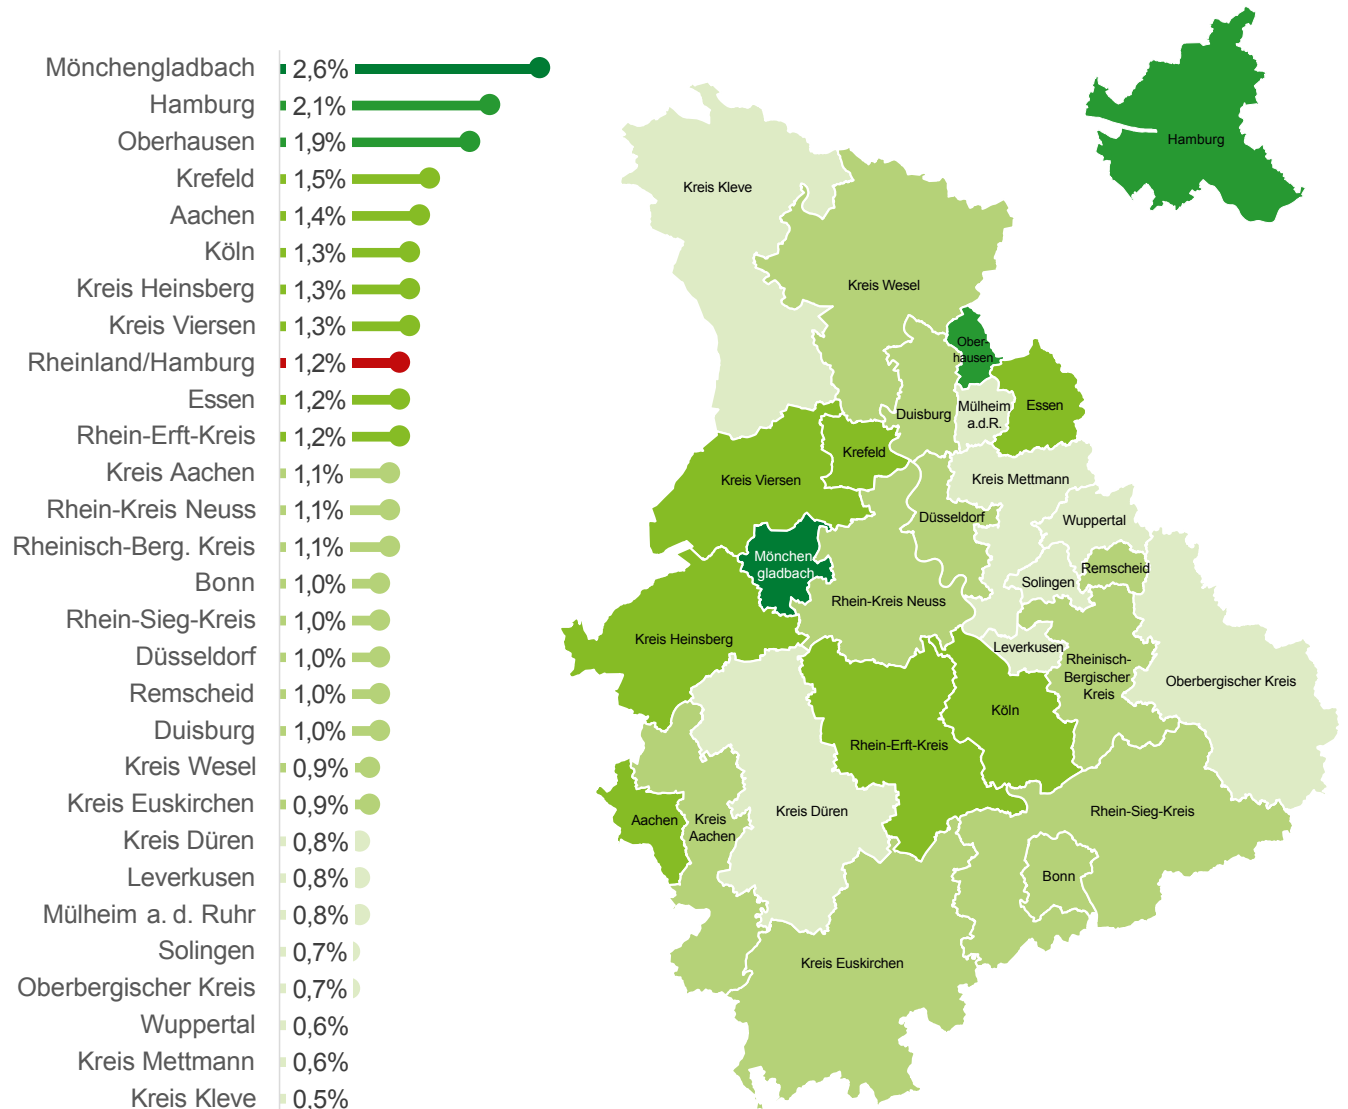 Mönchengladbach 2,6%
Hamburg 2,1%
Oberhausen 1,9%
Krefeld 1,5%
Aachen 1,4%
Köln 1,3%
Kreis Heinsberg 1,3%
Kreis Viersen 1,3%
Rheinland/Hamburg 1,2%
Essen 1,2%
Rhein-Erft-Kreis 1,2%
Kreis Aachen 1,1%
Rhein-Kreis Neuss 1,1%
Rheinisch-Berg. Kreis 1,1%
Bonn 1,0%
Rhein-Sieg-Kreis 1,0%
Düsseldorf 1,0%
Remscheid 1,0%
Duisburg 1,0%
Kreis Wesel 0,9%
Kreis Euskirchen 0,9%
Kreis Düren 0,8%
Leverkusen 0,8%
Mülheim a. d. Ruhr 0,8%
Solingen 0,7%
Oberbergischer Kreis 0,7%
Wuppertal 0,6%
Kreis Mettmann 0,6%
Kreis Kleve 0,5%
Hamburg
Kreis Kleve
Kreis Wesel
Ober-
hausen
Duisburg
Mülheim
a.d.R.
Essen
Krefeld
Kreis Viersen
Kreis Mettmann
Düsseldorf
Wuppertal
Mönchen
gladbach
Remscheid
Solingen
Rhein-Kreis Neuss
Kreis Heinsberg
Leverkusen
Rheinisch-
Bergischer
Kreis
Oberbergischer Kreis
Köln
Rhein-Erft-Kreis
Kreis Düren
Rhein-Sieg-Kreis
Aachen
Kreis
Aachen
Bonn
Kreis Euskirchen